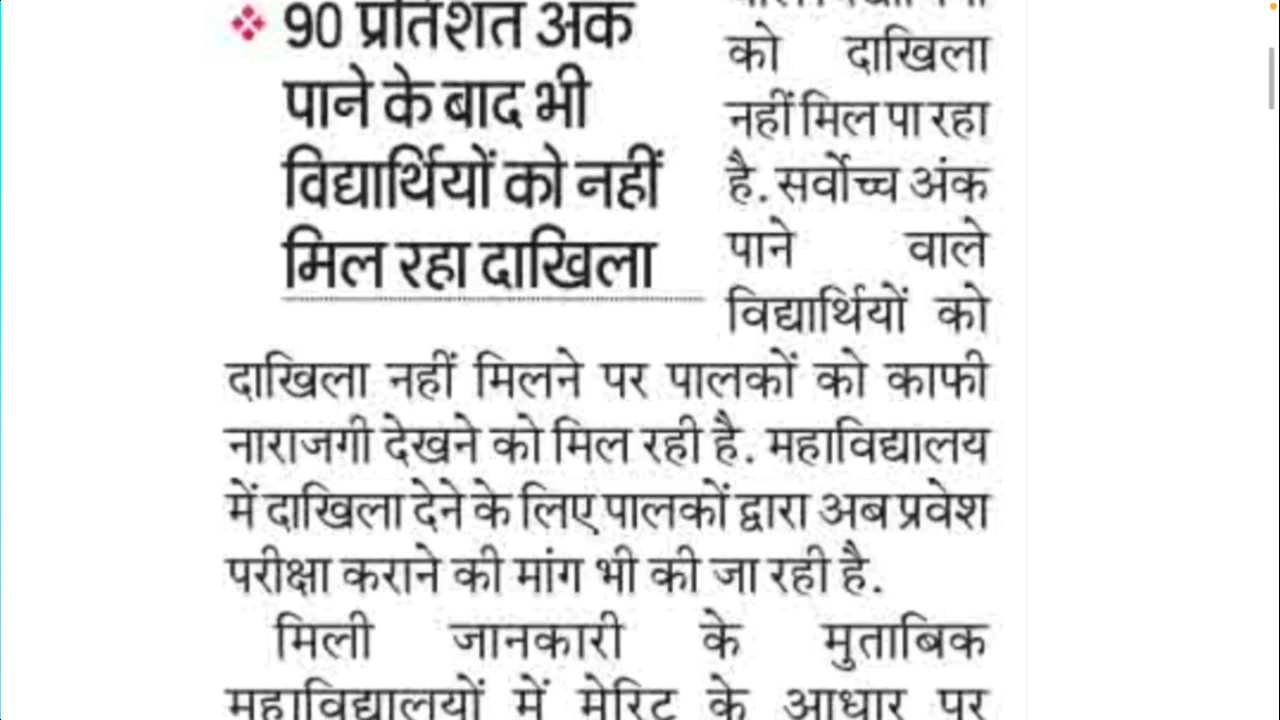 90 प्रतिशत अंक
पाने के बाद भी
विद्यार्थियों को नहीं
मिल रहा दाखिला
को दाखिला
नहीं मिल पा रहा
है. सर्वोच्च अंक
पाने वाले
विद्यार्थियों को
दाखिला नहीं मिलने पर पालकों को काफी
नाराजगी देखने को मिल रही है. महाविद्यालय
में दाखिला देने के लिए पालकों द्वारा अब प्रवेश
परीक्षा कराने की मांग भी की जा रही है.
मिली जानकारी के मुताबिक
महाविद्यालयों में मेरिट के आधार पर